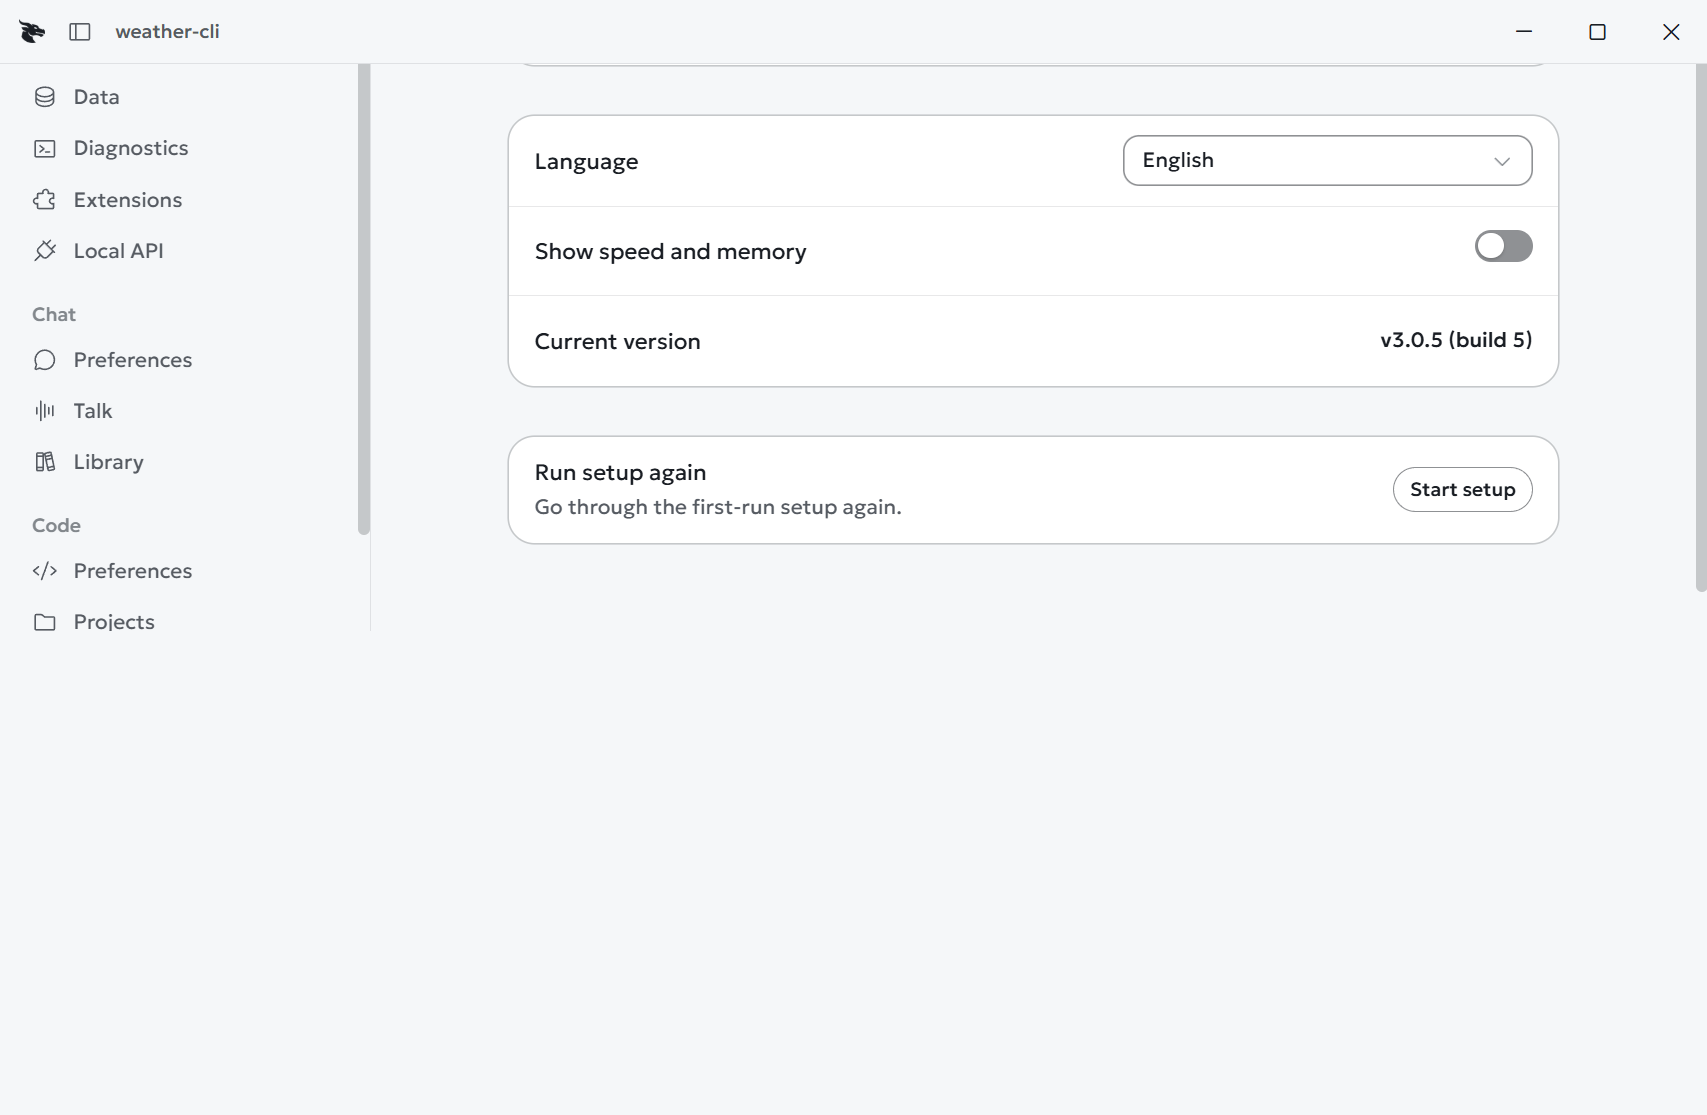 weather-cli
Data
Diagnostics
Extensions
Local API
Chat
Preferences
Talk
Library
Code
Preferences
Projects
Language
English
Show speed and memory
Current version
v3.0.5 (build 5)
Run setup again
Go through the first-run setup again.
Start setup